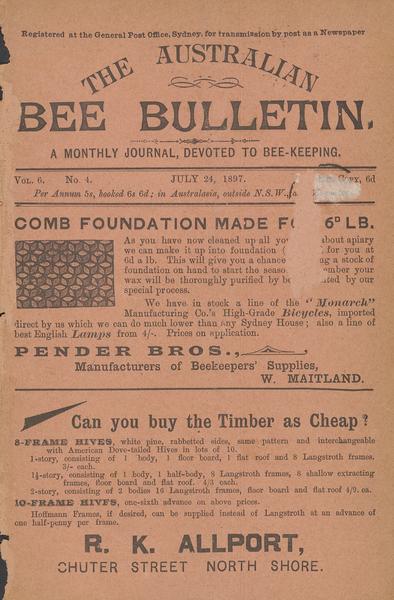 Registered at the General Post Office, Sydney, for transmission by post as a Newspaper
THE AUSTRALIAN
BEE BULLETIN.
A MONTHLY JOURNAL, DEVOTED TO BEE-KEEPING.
VOL. 6. No. 4. JULY 24, 1897. 6d
Per Annum 5s, booked 6s 6d; in Australasia, outside N.S.W.,
COMB FOUNDATION MADE 6D LB.
As you have now cleaned up all about apiary
we can make it up into foundation for you at
6d a lb. This will give you a chance a stock of
foundation on hand to start the your
wax will be thoroughly purified by by our
special process.
We have in stock a line of the "Monarch"
Manufacturing Co.'s High-Grade Bicycles, imported
direct by us which we can do much lower than any Sydney House; also a line of
best English Lamps from 4/-. Prices on application.
PENDER BROS.,
Manufacturers of Beekeepers' Supplies,
W. MAITLAND.
Can you buy the Timber as Cheap?
8-FRAME HIVES, white pine, rabbetted sides, same pattern and interchangeable
with American Dove-tailed Hives in lots of 10.
1-story, consisting of 1 body, 1 floor board, 1 flat roof and 8 Langstroth frames.
3/- each.
1½-story, consisting of 1 body, 1 half-body, 8 Langstroth frames, 8 shallow extracting
frames, floor board and flat roof. 4/3 each.
2-story, consisting of 2 bodies 16 Langstroth frames, floor board and flat roof 4/9. ea.
10-FRAME HIVES, one-sixth advance on above prices.
Hoffmann Frames, if desired, can be supplied instead of Langstroth at an advance of
one half-penny per frame.
R. K. ALLPORT,
CHUTER STREET NORTH SHORE.